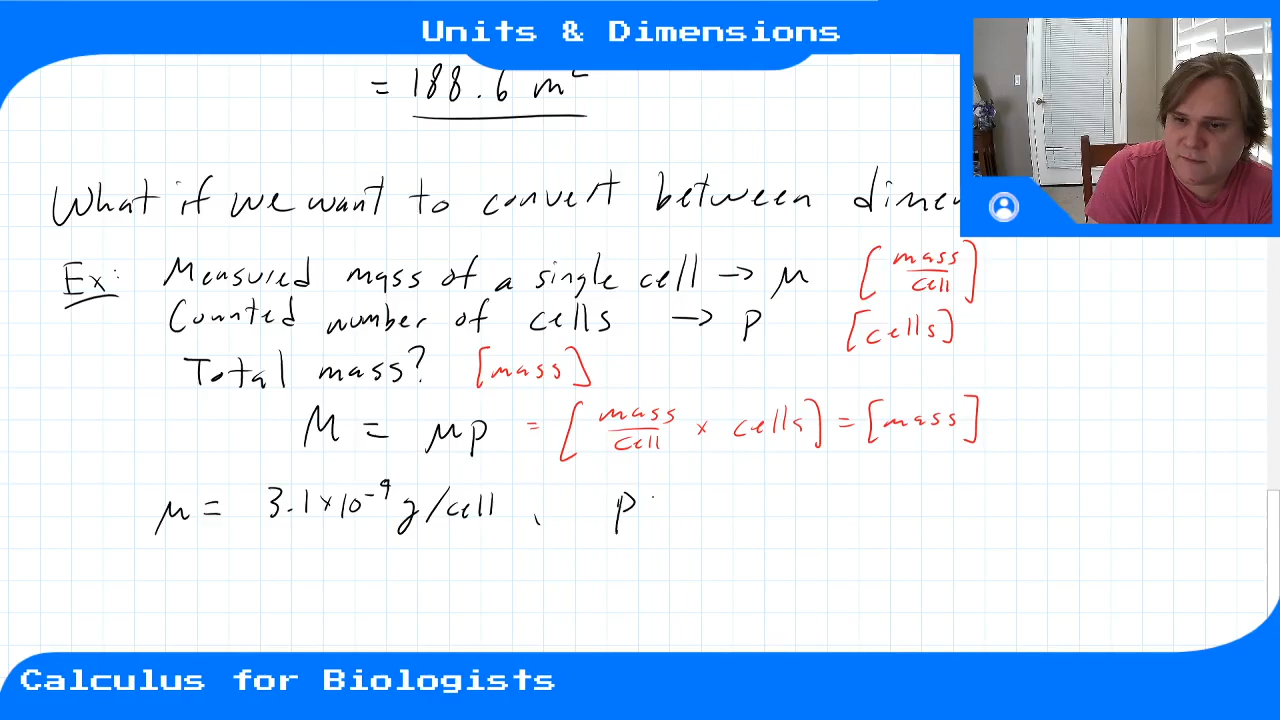 Units & Dimensions
= 188.6 m²
What if we want to convert between
Ex: Measured mass of a single cell → μ [mass/cell]
Counted number of cells → p [cells]
Total mass? [mass]
M = μp = [mass/cell × cells] = [mass]
μ = 3.1×10⁻⁹ g/cell , p
Calculus for Biologists